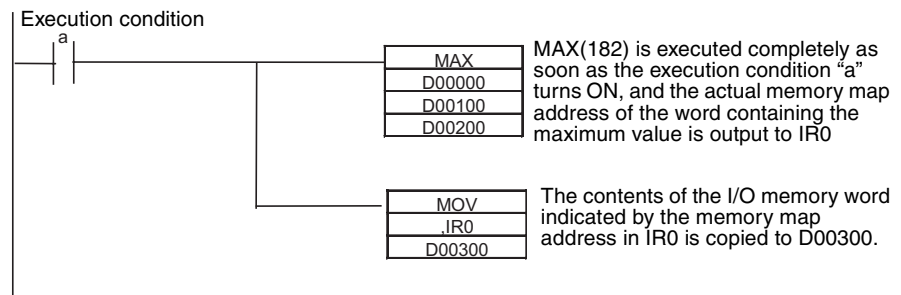 Execution condition
a
MAX
D00000
D00100
D00200
MAX(182) is executed completely as
soon as the execution condition “a”
turns ON, and the actual memory map
address of the word containing the
maximum value is output to IR0
MOV
,IR0
D00300
The contents of the I/O memory word
indicated by the memory map
address in IR0 is copied to D00300.